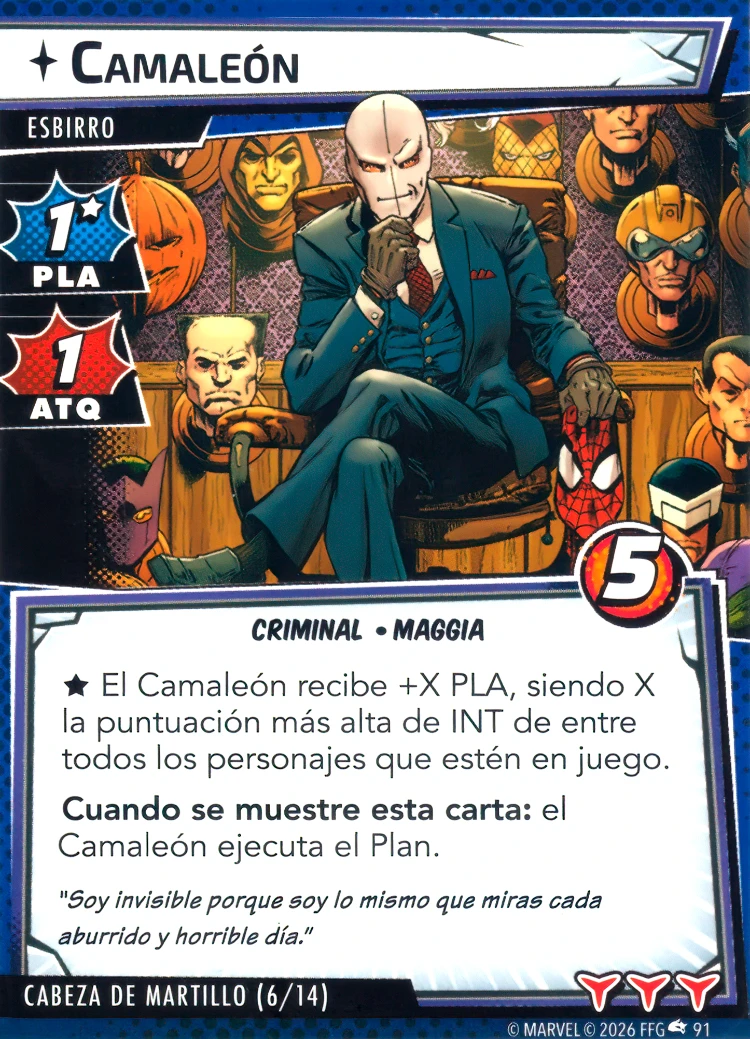 CAMALEÓN
ESBIRRO
1
PLA
1
ATQ
5
CRIMINAL • MAGGIA
★ El Camaleón recibe +X PLA, siendo X
la puntuación más alta de INT de entre
todos los personajes que estén en juego.
Cuando se muestre esta carta: el
Camaleón ejecuta el Plan.
"Soy invisible porque soy lo mismo que miras cada
aburrido y horrible día."
CABEZA DE MARTILLO (6/14)
© MARVEL © 2026 FFG 91